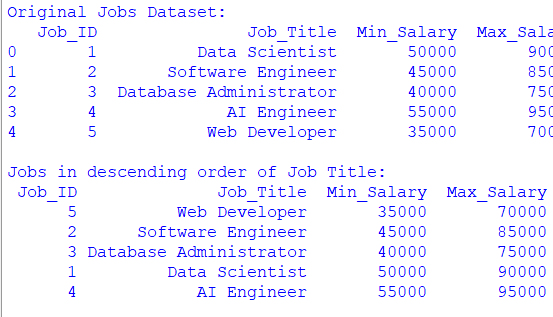 Original Jobs Dataset:
   Job_ID               Job_Title  Min_Salary  Max_Sala
0       1          Data Scientist       50000       900
1       2       Software Engineer       45000       850
2       3  Database Administrator       40000       750
3       4             AI Engineer       55000       950
4       5           Web Developer       35000       700

Jobs in descending order of Job Title:
 Job_ID              Job_Title  Min_Salary  Max_Salary
      5          Web Developer       35000       70000
      2      Software Engineer       45000       85000
      3 Database Administrator       40000       75000
      1         Data Scientist       50000       90000
      4            AI Engineer       55000       95000